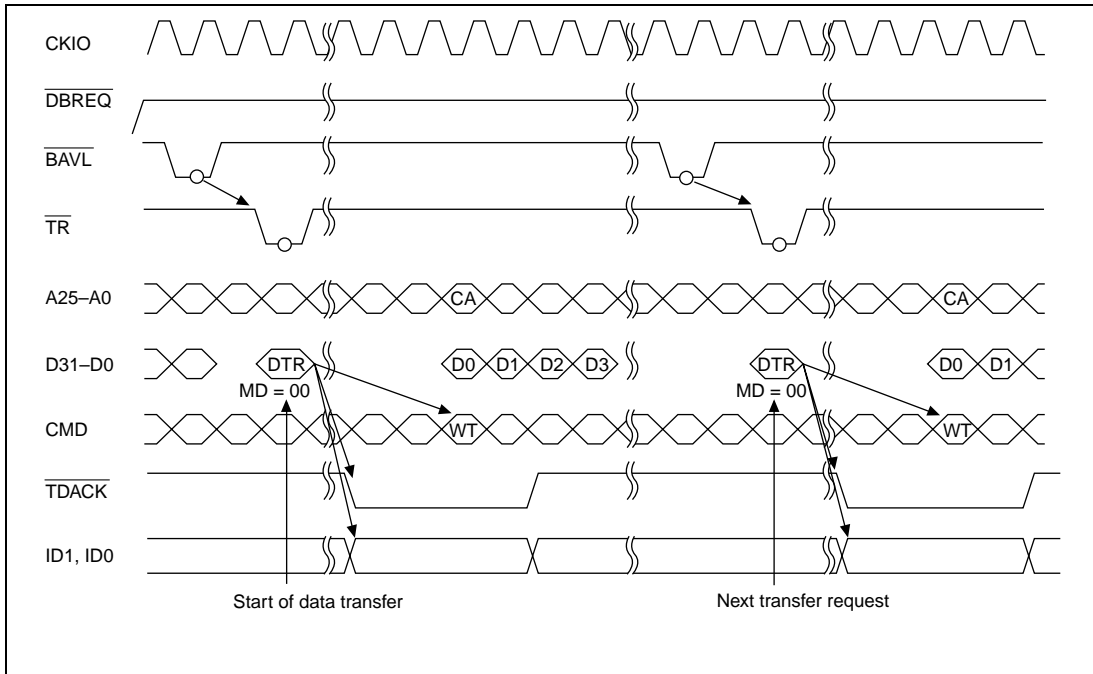 CKIO
DBREQ
BAVL
TR
A25–A0 CA CA
D31–D0 DTR D0 D1 D2 D3 DTR D0 D1
MD = 00 MD = 00
CMD WT WT
TDACK
ID1, ID0
Start of data transfer Next transfer request